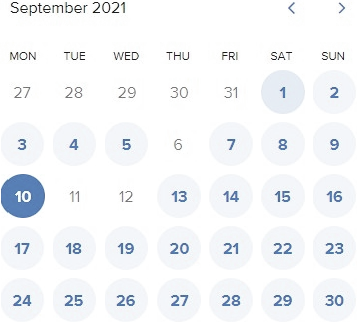 September 2021
MON TUE WED THU FRI SAT SUN
27 28 29 30 31 1 2
3 4 5 6 7 8 9
10 11 12 13 14 15 16
17 18 19 20 21 22 23
24 25 26 27 28 29 30